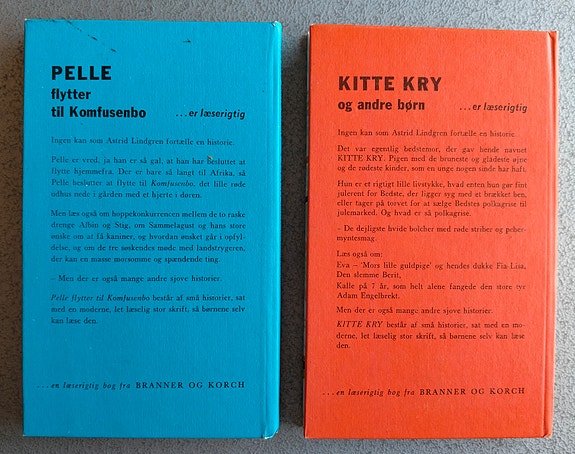 PELLE
flytter
til Komfusenbo
...er læserigtig
Ingen kan som Astrid Lindgren fortælle en historie.
Pelle er vred, ja han er så gal, at han har besluttet at
flytte hjemmefra. Der er bare så langt til Afrika, så
Pelle beslutter at flytte til Komfusenbo, det lille røde
udhus nede i gården med et hjerte i døren.
Men læs også om hoppekonkurrencen mellem de to raske
drenge Albin og Stig, om Sammelagust og hans store
ønske om at få kaniner, og hvordan ønsket går i opfyl-
delse, og om de tre søskendes møde med landstrygeren,
der kan en masse morsomme og spændende ting.
– Men der er også mange andre sjove historier.
Pelle flytter til Komfusenbo består af små historier, sat
med en moderne, let læselig stor skrift, så børnene selv
kan læse den.
...en læserigtig bog fra BRANNER OG KORCH
KITTE KRY
og andre børn
...er læserigtig
Ingen kan som Astrid Lindgren fortælle en historie.
Det var egentlig bedstemor, der gav hende navnet
KITTE KRY. Pigen med de bruneste og gladeste øjne
og de rødeste kinder, som en unge nogen sinde har haft.
Hun er et rigtigt lille livstykke, hvad enten hun gør fint
julerent for Bedste, der ligger syg med et brækket ben,
eller tager på torvet for at sælge Bedstes polkagrise til
julemarked. Og hvad er så polkagrise.
– De dejligste hvide bolcher med røde striber og peber-
myntesmag.
Læs også om:
Eva – 'Mors lille guldpige' og hendes dukke Fia-Lisa,
Den slemme Berit,
Kalle på 7 år, som helt alene fangede den store tyr
Adam Engelbrekt.
Men der er også mange andre sjove historier.
KITTE KRY består af små historier, sat med en mo-
derne, let læselig stor skrift, så børnene selv kan læse
den.
...en læserigtig bog fra BRANNER OG KORCH